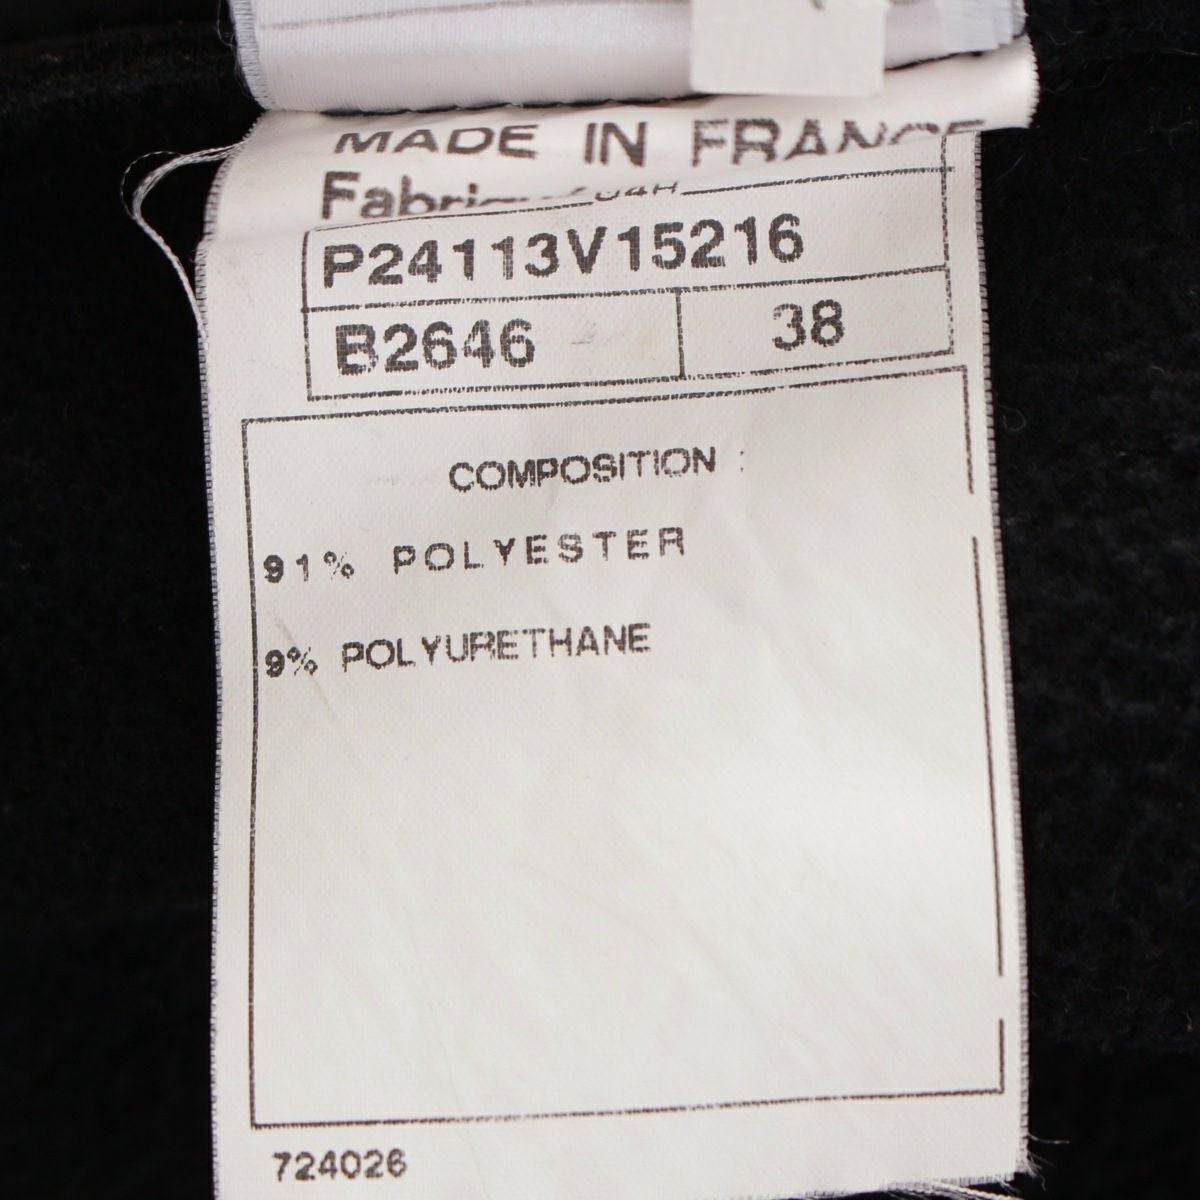 MADE IN FRANCE
P24113V15216
B2646 38
COMPOSITION :
91% POLYESTER
9% POLYURETHANE
724026